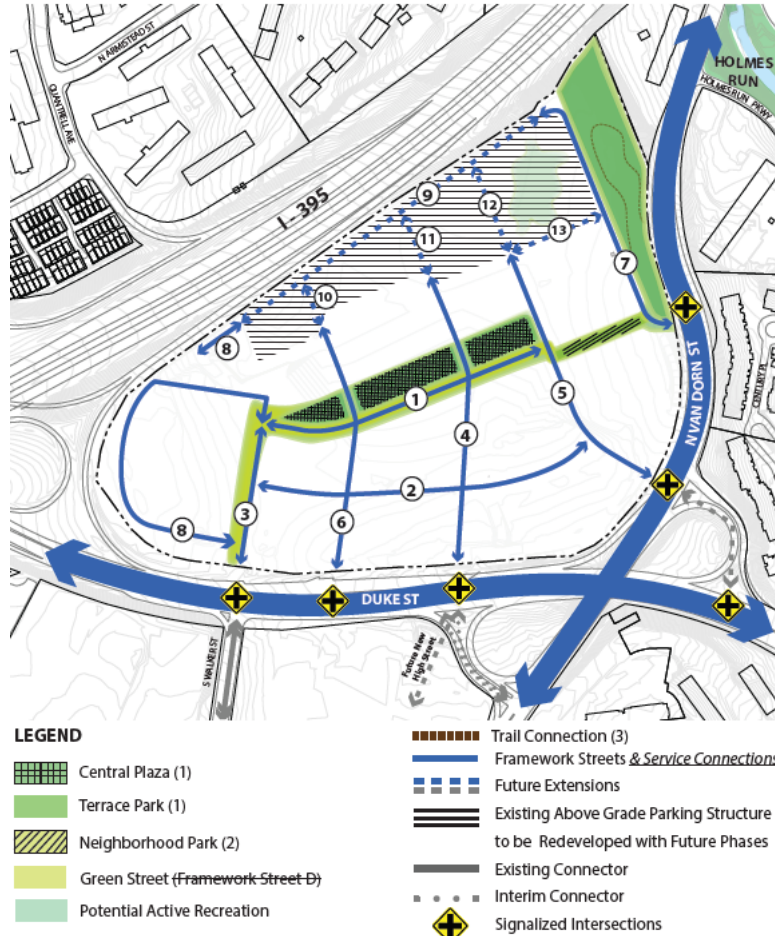 N ARMISTEAD ST
QUANTRELL AVE
HOLMES
RUN
HOLMES RUN PKWY
I-395
9
12
11
13
10
7
8
1
5
4
2
3
6
8
N VAN DORN ST
CENTURY PL
DUKE ST
S WALKER ST
Future New
High Street
LEGEND
Central Plaza (1)
Terrace Park (1)
Neighborhood Park (2)
Green Street (Framework Street D)
Potential Active Recreation
Trail Connection (3)
Framework Streets & Service Connections
Future Extensions
Existing Above Grade Parking Structure
to be Redeveloped with Future Phases
Existing Connector
Interim Connector
Signalized Intersections